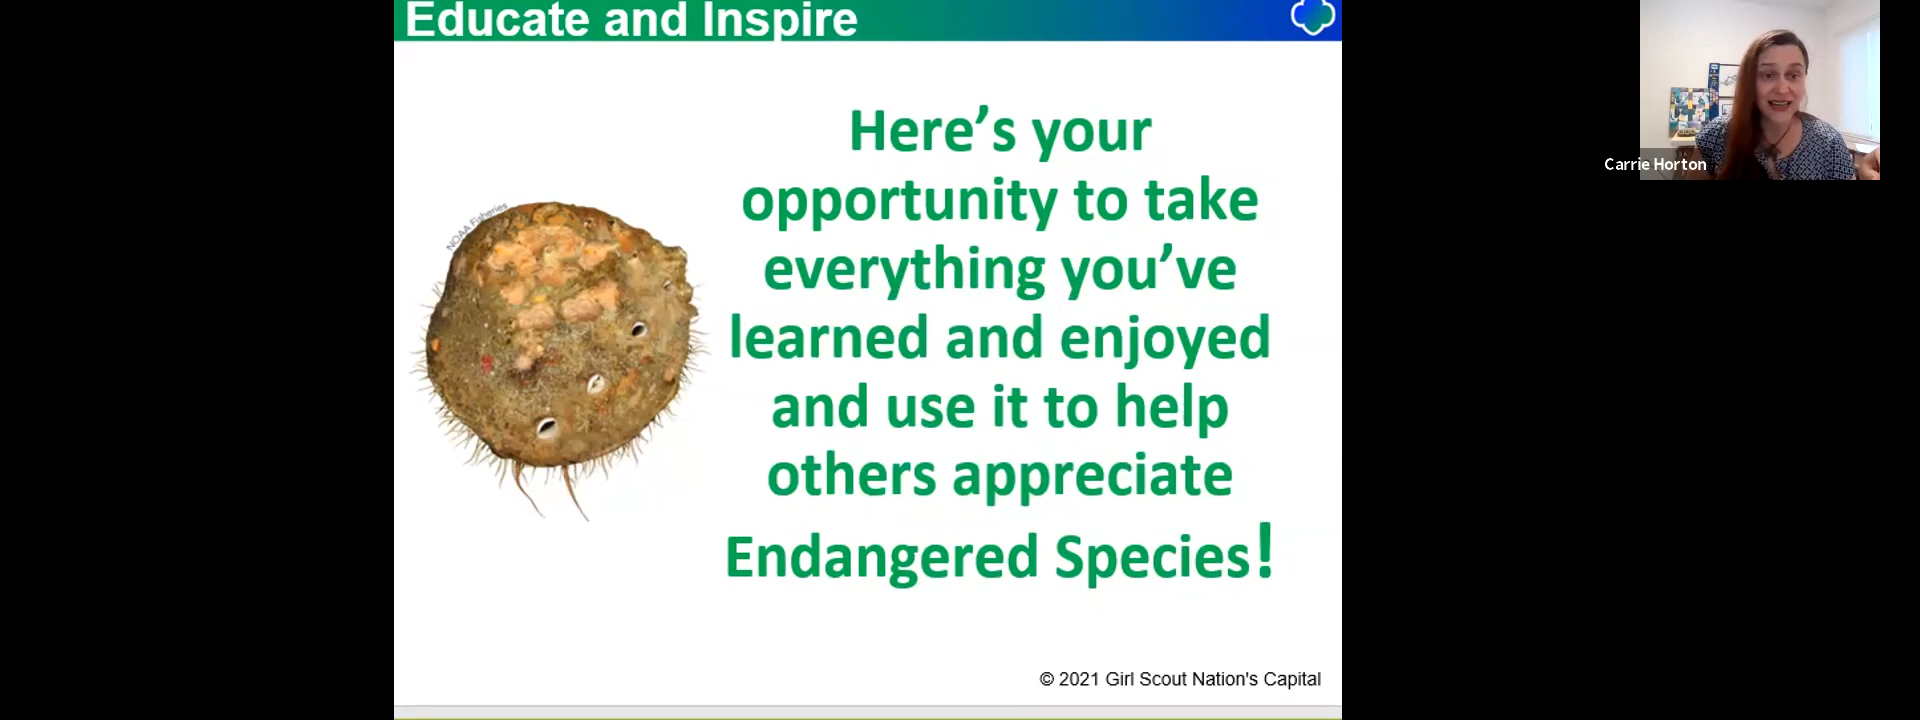 Educate and Inspire
Carrie Horton
NOAA Fisheries
Here’s your
opportunity to take
everything you’ve
learned and enjoyed
and use it to help
others appreciate
Endangered Species!
© 2021 Girl Scout Nation's Capital